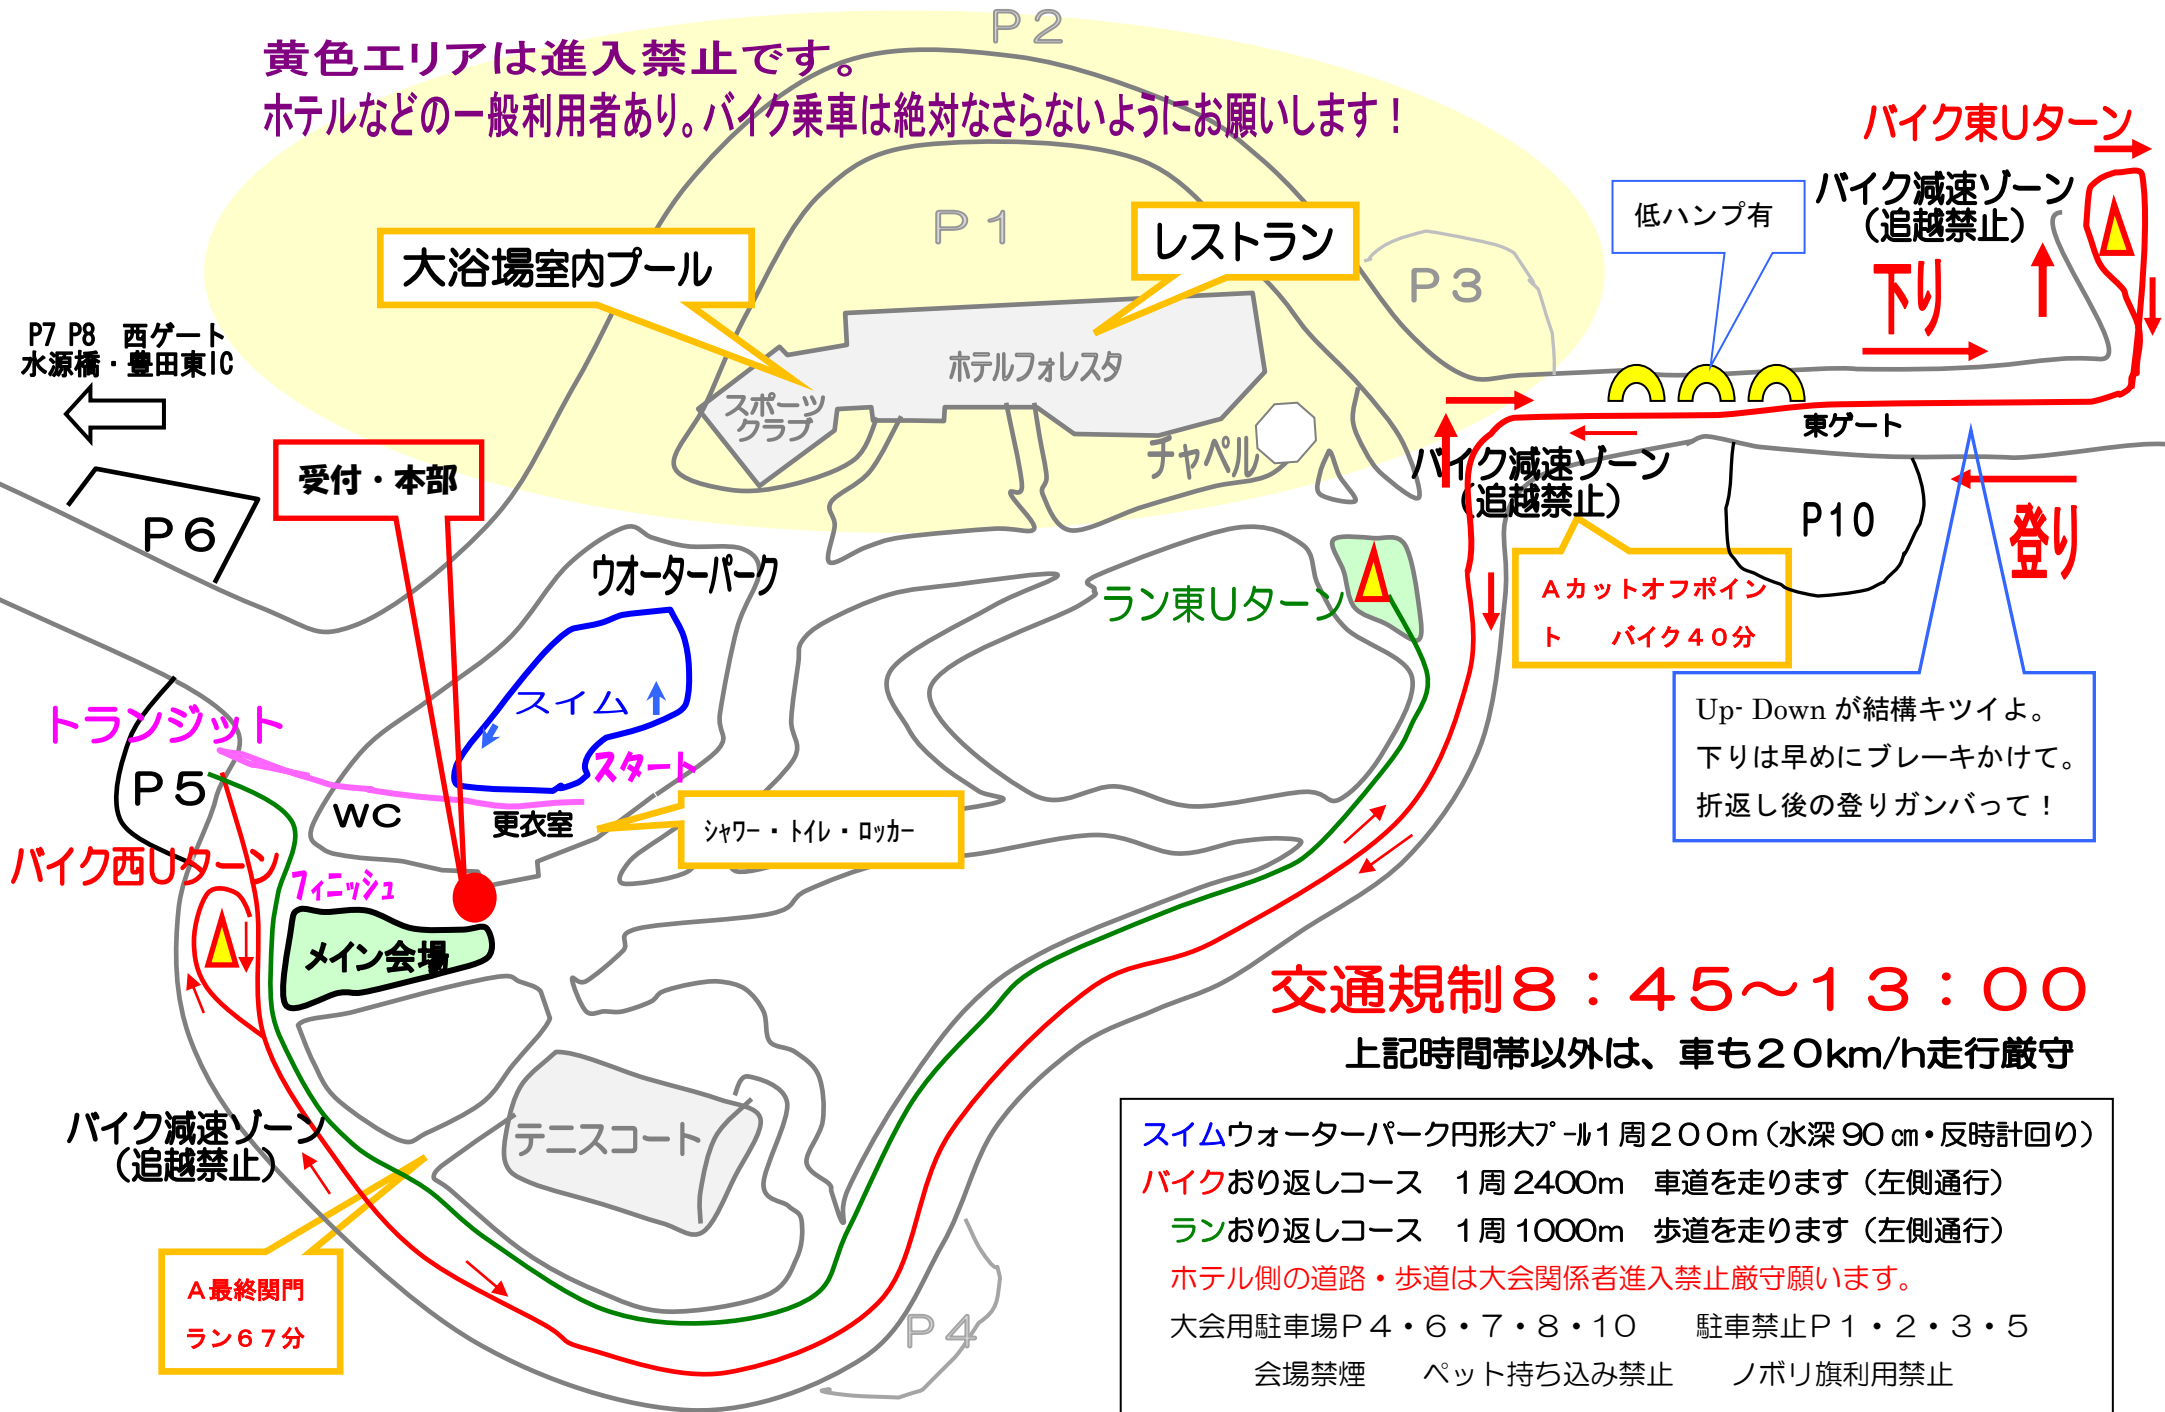 P2
黄色エリアは進入禁止です。
ホテルなどの一般利用者あり。バイク乗車は絶対なさらないようにお願いします！
バイク東Uターン
バイク減速ゾーン
（追越禁止）
低ハンプ有
下り
P1
レストラン
P3
大浴場室内プール
ホテルフォレスタ
スポーツ
クラブ
チャペル
P7 P8　西ゲート
水源橋・豊田東IC
東ゲート
バイク減速ゾーン
（追越禁止）
P10
登り
受付・本部
P6
ウオーターパーク
ラン東Uターン
Aカットオフポイン
ト　バイク４０分
スイム
トランジット
スタート
P5
WC
更衣室
シャワー・トイレ・ロッカー
Up- Down が結構キツイよ。
下りは早めにブレーキかけて。
折返し後の登りガンバって！
バイク西Uターン
フィニッシュ
メイン会場
交通規制８：４５～１３：００
上記時間帯以外は、車も２０km/h走行厳守
バイク減速ゾーン
（追越禁止）
テニスコート
A最終関門
ラン６７分
P4
スイムウォーターパーク円形大プール１周２００ｍ（水深90㎝・反時計回り）
バイクおり返しコース　１周2400ｍ　車道を走ります（左側通行）
ランおり返しコース　１周1000ｍ　歩道を走ります（左側通行）
ホテル側の道路・歩道は大会関係者進入禁止厳守願います。
大会用駐車場Ｐ４・６・７・８・１０　　駐車禁止Ｐ１・２・３・５
会場禁煙　　ペット持ち込み禁止　　ノボリ旗利用禁止